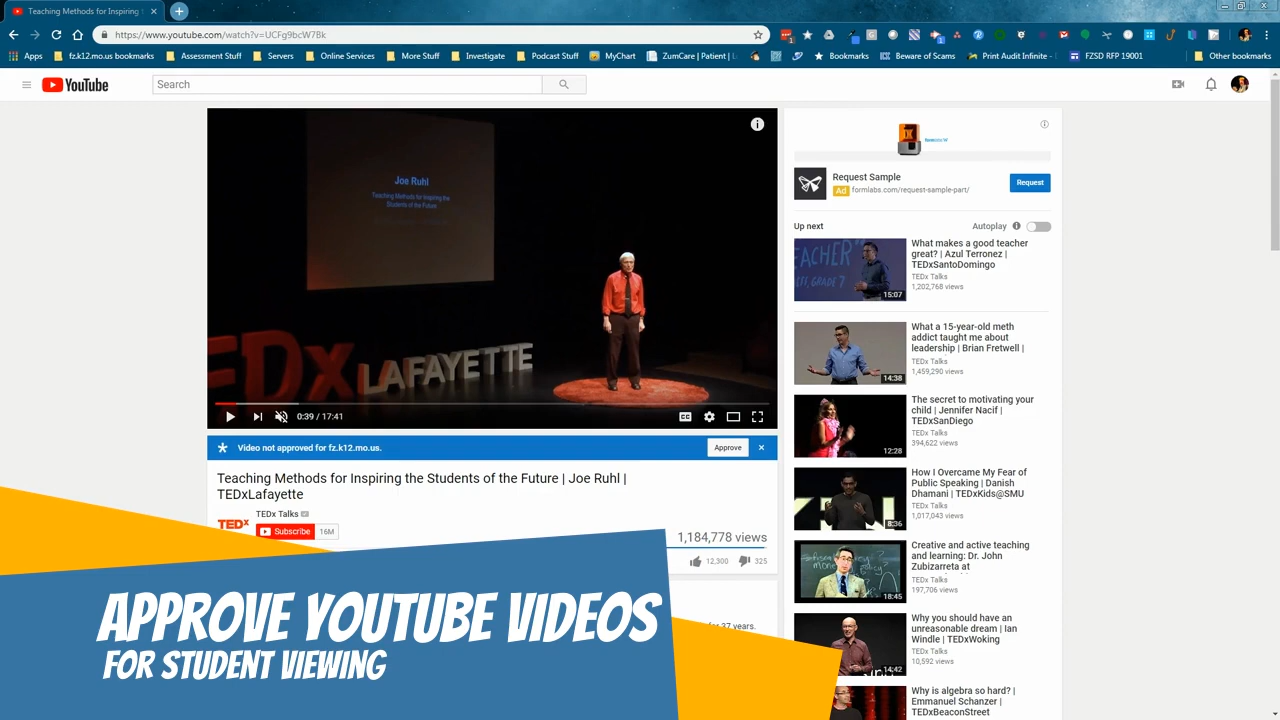 Teaching Methods for Inspiring t
https://www.youtube.com/watch?v=UCFg9bcW7Bk
Apps
fz.k12.mo.us bookmarks
Assessment Stuff
Servers
Online Services
More Stuff
Investigate
Podcast Stuff
MyChart
ZumCare | Patient | D
Bookmarks
Beware of Scams
Print Audit Infinite -
FZSD RFP 19001
Other bookmarks
YouTube
Search
Joe Ruhl
Teaching Methods for Inspiring the
Students of the Future
LAFAYETTE
0:39 / 17:41
Video not approved for fz.k12.mo.us.
Approve
Teaching Methods for Inspiring the Students of the Future | Joe Ruhl |
TEDxLafayette
TEDx
TEDx Talks
Subscribe
16M
1,184,778 views
12,300
325
37 years.
APPROVE YOUTUBE VIDEOS
FOR STUDENT VIEWING
Request Sample
Ad
formlabs.com/request-sample-part/
Request
Up next
Autoplay
TEACHER
15:07
What makes a good teacher
great? | Azul Terronez |
TEDxSantoDomingo
TEDx Talks
1,202,768 views
14:38
What a 15-year-old meth
addict taught me about
leadership | Brian Fretwell |
TEDx Talks
1,459,290 views
12:28
The secret to motivating your
child | Jennifer Nacif |
TEDxSanDiego
TEDx Talks
394,622 views
8:36
How I Overcame My Fear of
Public Speaking | Danish
Dhamani | TEDxKids@SMU
TEDx Talks
1,017,043 views
18:45
Creative and active teaching
and learning: Dr. John
Zubizarreta at
TEDx Talks
197,706 views
14:42
Why you should have an
unreasonable dream | Ian
Windle | TEDxWoking
TEDx Talks
10,592 views
Why is algebra so hard? |
Emmanuel Schanzer |
TEDxBeaconStreet